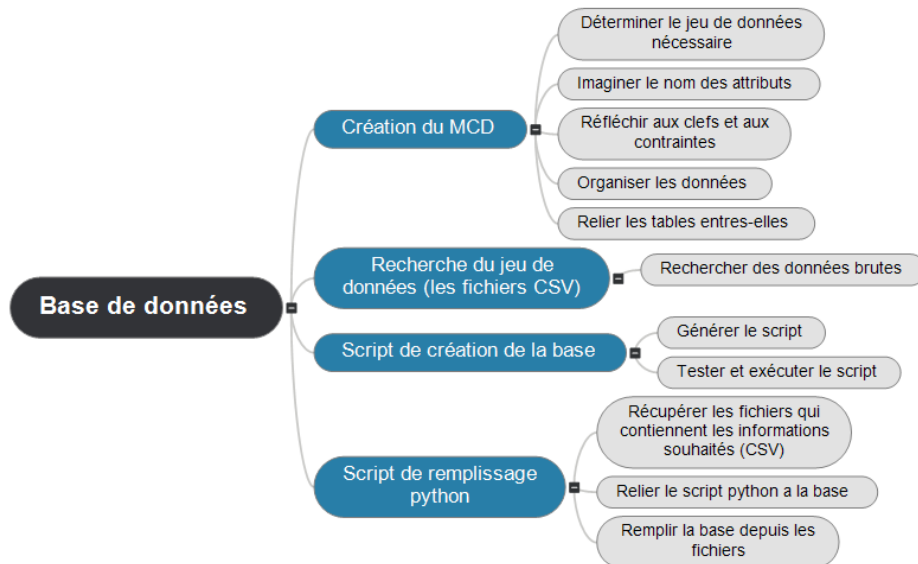 Base de données
Création du MCD
Déterminer le jeu de données
nécessaire
Imaginer le nom des attributs
Réfléchir aux clefs et aux
contraintes
Organiser les données
Relier les tables entres-elles
Recherche du jeu de
données (les fichiers CSV)
Rechercher des données brutes
Script de création de la base
Générer le script
Tester et exécuter le script
Script de remplissage
python
Récupérer les fichiers qui
contiennent les informations
souhaités (CSV)
Relier le script python a la base
Remplir la base depuis les
fichiers